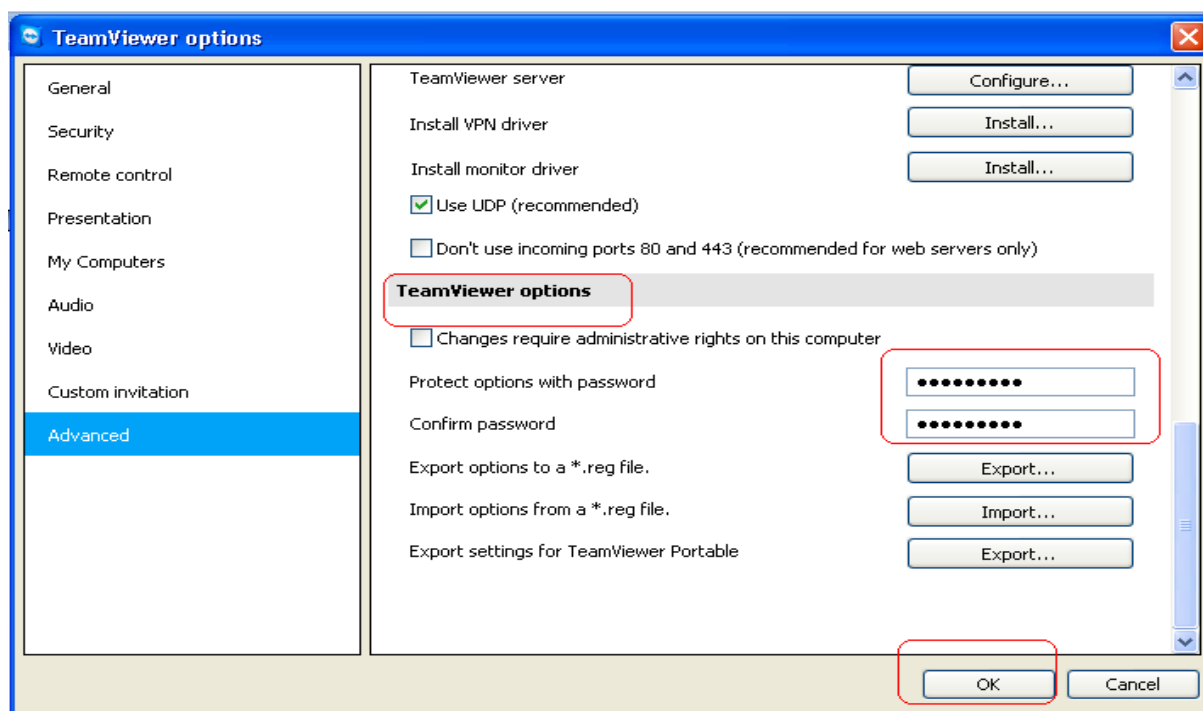 TeamViewer options
General
Security
Remote control
Presentation
My Computers
Audio
Video
Custom invitation
Advanced
TeamViewer server Configure...
Install VPN driver Install...
Install monitor driver Install...
Use UDP (recommended)
Don't use incoming ports 80 and 443 (recommended for web servers only)
TeamViewer options
Changes require administrative rights on this computer
Protect options with password •••••••••
Confirm password •••••••••
Export options to a *.reg file. Export...
Import options from a *.reg file. Import...
Export settings for TeamViewer Portable Export...
OK Cancel